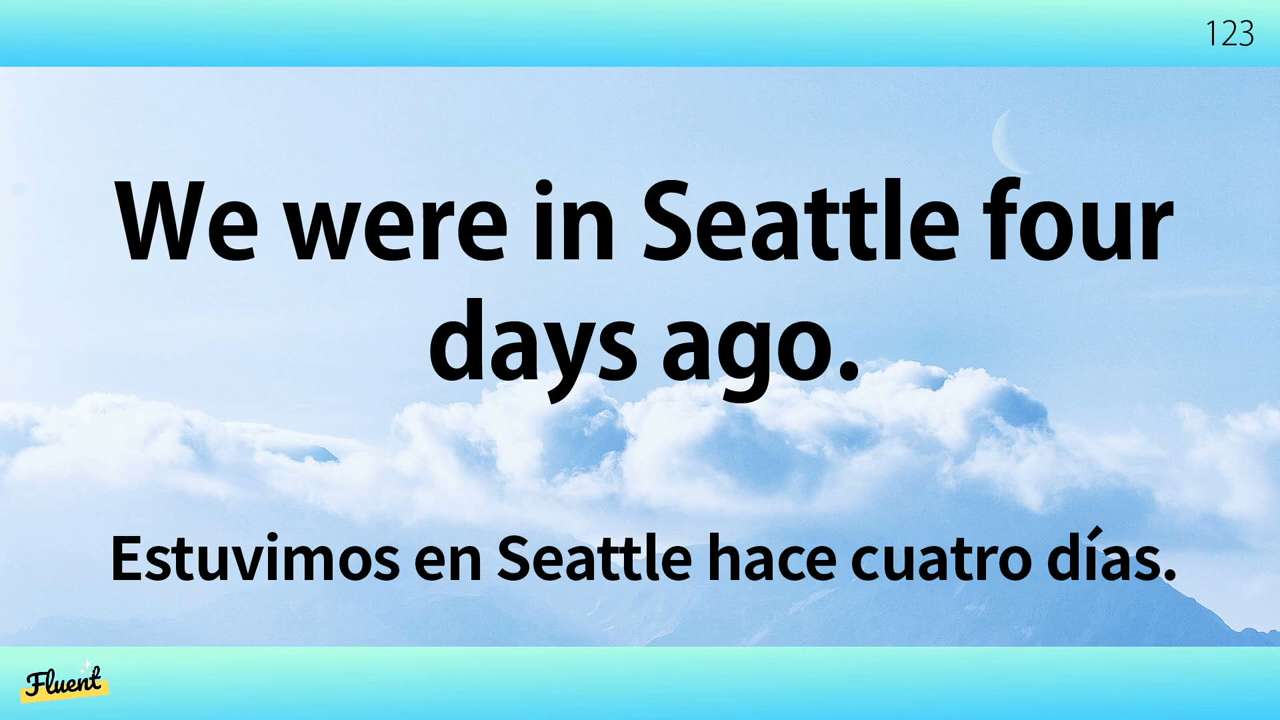 123
We were in Seattle four
days ago.
Estuvimos en Seattle hace cuatro días.
Fluent